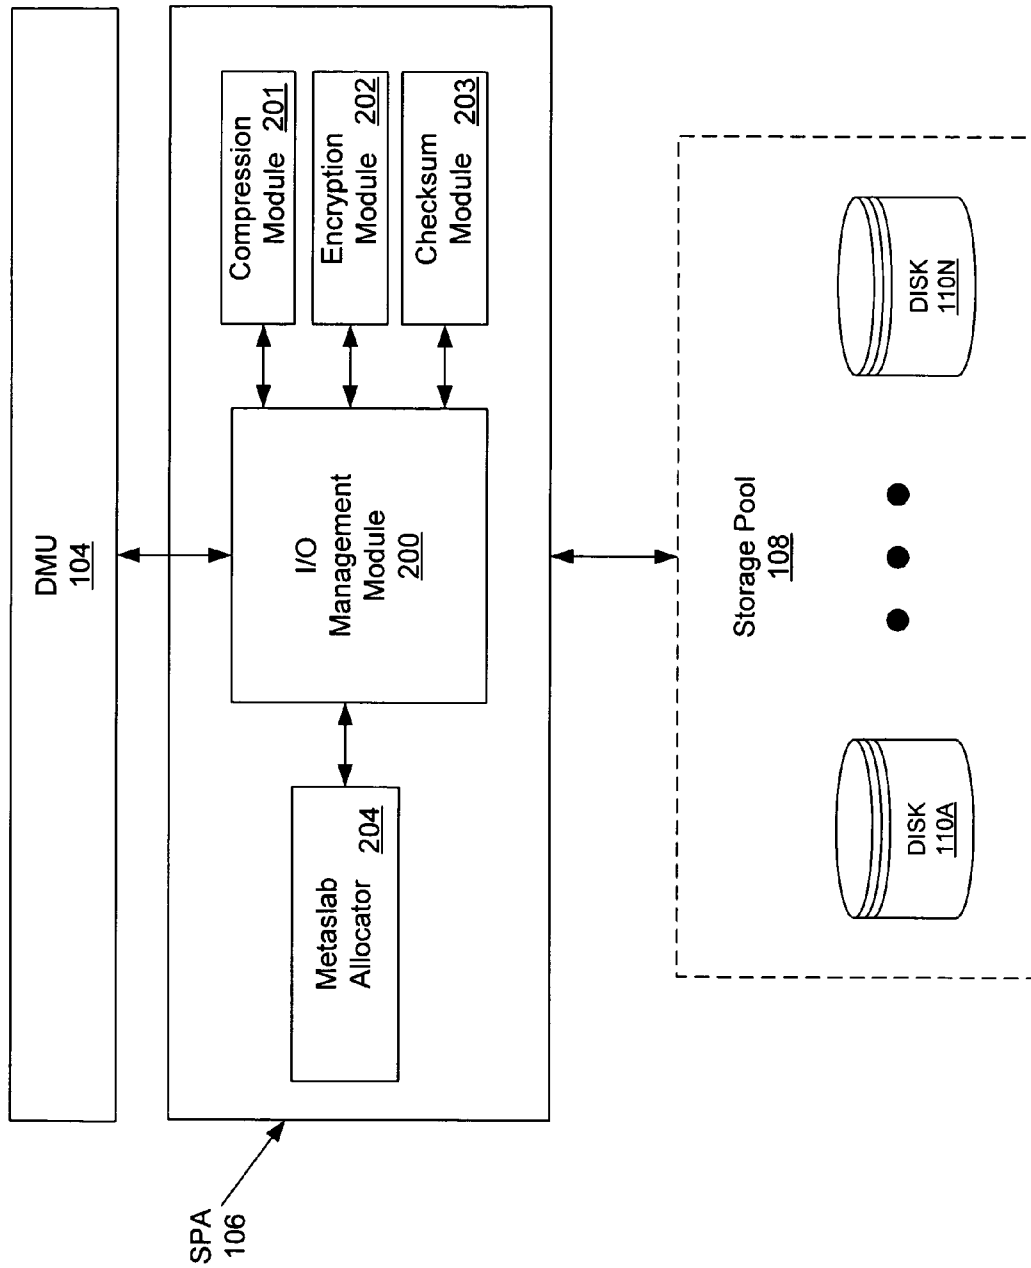 DMU
104
SPA
106
Metaslab
Allocator 204
I/O
Management
Module
200
Compression
Module 201
Encryption
Module 202
Checksum
Module 203
Storage Pool
108
DISK
110A
DISK
110N